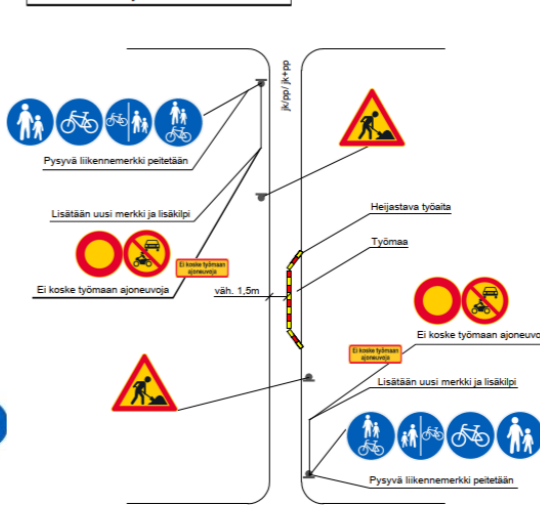 jk/pp/ jk+pp
Pysyvä liikennemerkki peitetään
Lisätään uusi merkki ja lisäkilpi
Heijastava työaita
Työmaa
Ei koske työmaan
ajoneuvoja
Ei koske työmaan ajoneuvoja
väh. 1,5m
Ei koske työmaan ajoneuvo
Ei koske työmaan
ajoneuvoja
Lisätään uusi merkki ja lisäkilpi
Pysyvä liikennemerkki peitetään